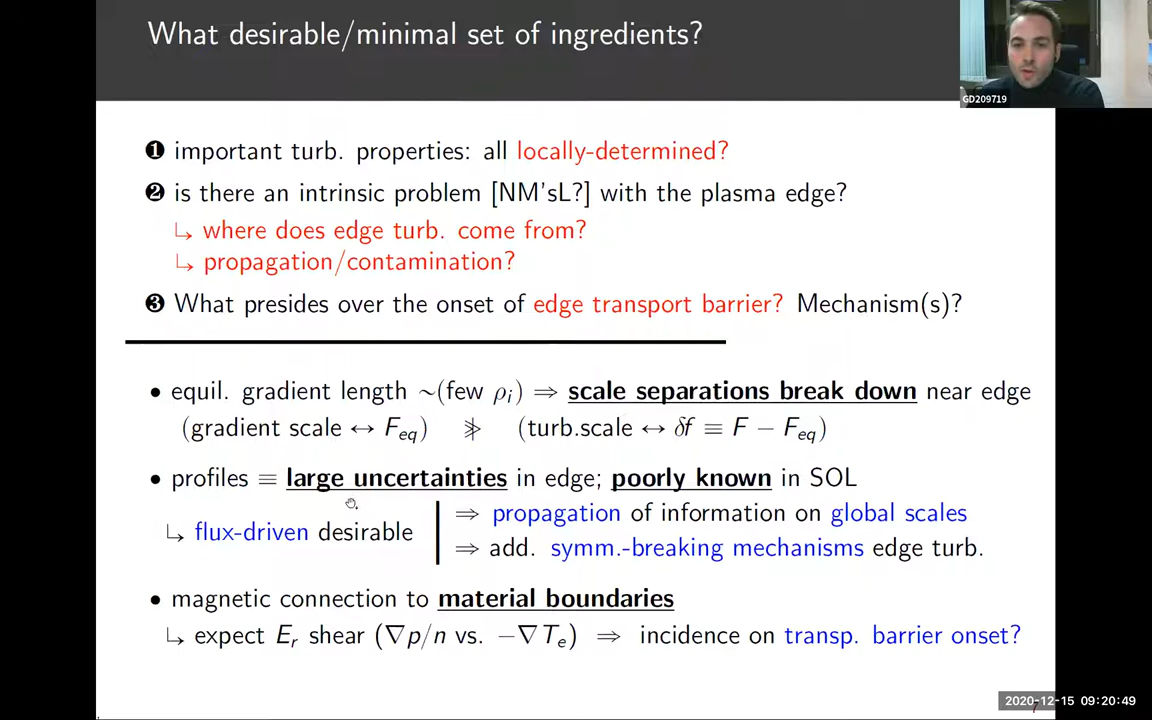 What desirable/minimal set of ingredients?
GD209719
❶ important turb. properties: all locally-determined?
❷ is there an intrinsic problem [NM'sL?] with the plasma edge?
↳ where does edge turb. come from?
↳ propagation/contamination?
❸ What presides over the onset of edge transport barrier? Mechanism(s)?
• equil. gradient length ∼(few ρᵢ) ⇒ scale separations break down near edge
(gradient scale ↔ F_eq) ≯ (turb.scale ↔ δf ≡ F − F_eq)
• profiles ≡ large uncertainties in edge; poorly known in SOL
↳ flux-driven desirable
⇒ propagation of information on global scales
⇒ add. symm.-breaking mechanisms edge turb.
• magnetic connection to material boundaries
↳ expect E_r shear (∇p/n vs. −∇T_e) ⇒ incidence on transp. barrier onset?
2020-12-15 09:20:49